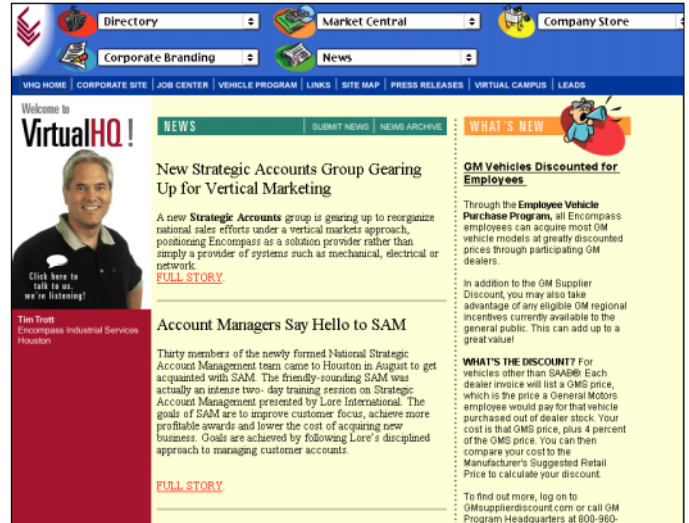 Directory
Market Central
Company Store
Corporate Branding
News
VHQ HOME | CORPORATE SITE | JOB CENTER | VEHICLE PROGRAM | LINKS | SITE MAP | PRESS RELEASES | VIRTUAL CAMPUS | LEADS
Welcome to
VirtualHQ!
Click here to
talk to us,
we're listening!
Tim Trott
Encompass Industrial Services
Houston
NEWS
SUBMIT NEWS | NEWS ARCHIVE
New Strategic Accounts Group Gearing
Up for Vertical Marketing
A new Strategic Accounts group is gearing up to reorganize
national sales efforts under a vertical markets approach,
positioning Encompass as a solution provider rather than
simply a provider of systems such as mechanical, electrical or
network.
FULL STORY.
Account Managers Say Hello to SAM
Thirty members of the newly formed National Strategic
Account Management team came to Houston in August to get
acquainted with SAM. The friendly-sounding SAM was
actually an intense two- day training session on Strategic
Account Management presented by Lore International. The
goals of SAM are to improve customer focus, achieve more
profitable awards and lower the cost of acquiring new
business. Goals are achieved by following Lore's disciplined
approach to managing customer accounts.
FULL STORY.
WHAT'S NEW
GM Vehicles Discounted for
Employees
Through the Employee Vehicle
Purchase Program, all Encompass
employees can acquire most GM
vehicle models at greatly discounted
prices through participating GM
dealers.
In addition to the GM Supplier
Discount, you may also take
advantage of any eligible GM regional
incentives currently available to the
general public. This can add up to a
great value!
WHAT'S THE DISCOUNT? For
vehicles other than SAAB®: Each
dealer invoice will list a GMS price,
which is the price a General Motors
employee would pay for that vehicle
purchased out of dealer stock. Your
cost is that GMS price, plus 4 percent
of the GMS price. You can then
compare your cost to the
Manufacturer's Suggested Retail
Price to calculate your discount.
To find out more, log on to
GMsupplierdiscount.com or call GM
Program Headquarters at 800-960-